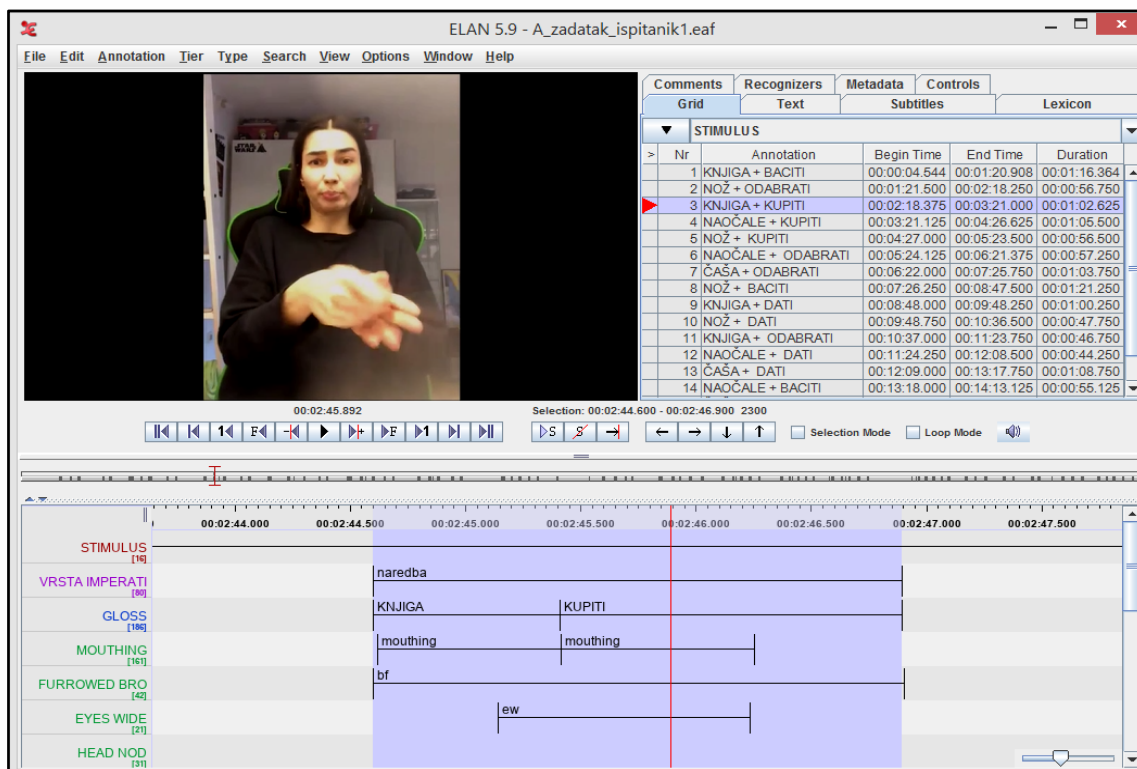 ELAN 5.9 - A_zadatak_ispitanik1.eaf
File Edit Annotation Tier Type Search View Options Window Help
STAR WARS
Comments Recognizers Metadata Controls
Grid Text Subtitles Lexicon
STIMULUS
> Nr Annotation Begin Time End Time Duration
1 KNJIGA + BACITI 00:00:04.544 00:01:20.908 00:01:16.364
2 NOŽ + ODABRATI 00:01:21.500 00:02:18.250 00:00:56.750
3 KNJIGA + KUPITI 00:02:18.375 00:03:21.000 00:01:02.625
4 NAOČALE + KUPITI 00:03:21.125 00:04:26.625 00:01:05.500
5 NOŽ + KUPITI 00:04:27.000 00:05:23.500 00:00:56.500
6 NAOČALE + ODABRATI 00:05:24.125 00:06:21.375 00:00:57.250
7 ČAŠA + ODABRATI 00:06:22.000 00:07:25.750 00:01:03.750
8 NOŽ + BACITI 00:07:26.250 00:08:47.500 00:01:21.250
9 KNJIGA + DATI 00:08:48.000 00:09:48.250 00:01:00.250
10 NOŽ + DATI 00:09:48.750 00:10:36.500 00:00:47.750
11 KNJIGA + ODABRATI 00:10:37.000 00:11:23.750 00:00:46.750
12 NAOČALE + DATI 00:11:24.250 00:12:08.500 00:00:44.250
13 ČAŠA + DATI 00:12:09.000 00:13:17.750 00:01:08.750
14 NAOČALE + BACITI 00:13:18.000 00:14:13.125 00:00:55.125
00:02:45.892 Selection: 00:02:44.600 - 00:02:46.900 2300
1 F F 1 S S Selection Mode Loop Mode
00:02:44.000 00:02:44.500 00:02:45.000 00:02:45.500 00:02:46.000 00:02:46.500 00:02:47.000 00:02:47.500
STIMULUS
[16]
VRSTA IMPERATI naredba
[80]
GLOSS KNJIGA KUPITI
[186]
MOUTHING mouthing mouthing
[161]
FURROWED BRO bf
[42]
EYES WIDE ew
[21]
HEAD NOD
[31]